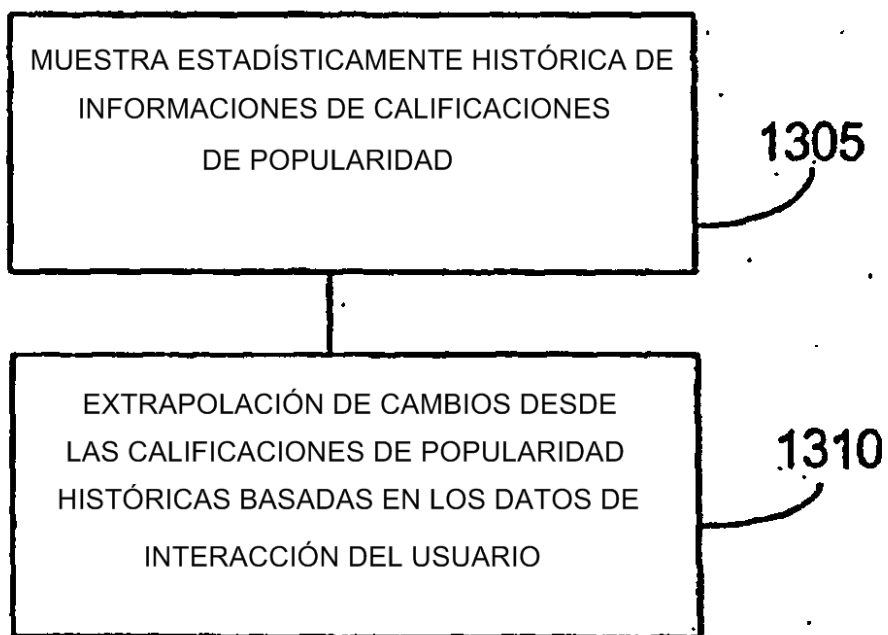 MUESTRA ESTADÍSTICAMENTE HISTÓRICA DE
INFORMACIONES DE CALIFICACIONES
DE POPULARIDAD
1305
EXTRAPOLACIÓN DE CAMBIOS DESDE
LAS CALIFICACIONES DE POPULARIDAD
HISTÓRICAS BASADAS EN LOS DATOS DE
INTERACCIÓN DEL USUARIO
1310